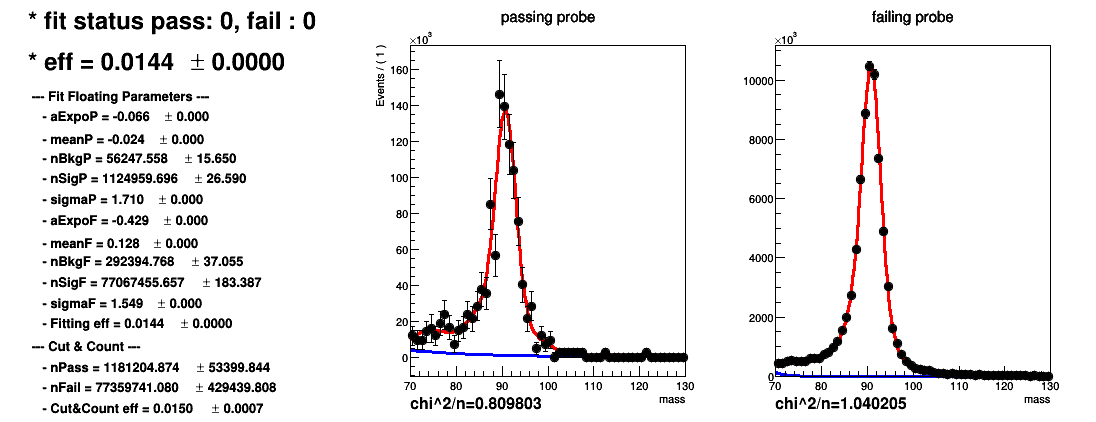 * fit status pass: 0, fail : 0
* eff = 0.0144 ± 0.0000
--- Fit Floating Parameters ---
- aExpoP = -0.066 ± 0.000
- meanP = -0.024 ± 0.000
- nBkgP = 56247.558 ± 15.650
- nSigP = 1124959.696 ± 26.590
- sigmaP = 1.710 ± 0.000
- aExpoF = -0.429 ± 0.000
- meanF = 0.128 ± 0.000
- nBkgF = 292394.768 ± 37.055
- nSigF = 77067455.657 ± 183.387
- sigmaF = 1.549 ± 0.000
- Fitting eff = 0.0144 ± 0.0000
--- Cut & Count ---
- nPass = 1181204.874 ± 53399.844
- nFail = 77359741.080 ± 429439.808
- Cut&Count eff = 0.0150 ± 0.0007
passing probe
×10³
Events / ( 1 )
160
140
120
100
80
60
40
20
0
70 80 90 100 110 120 130
mass
chi^2/n=0.809803
failing probe
×10³
10000
8000
6000
4000
2000
0
70 80 90 100 110 120 130
mass
chi^2/n=1.040205